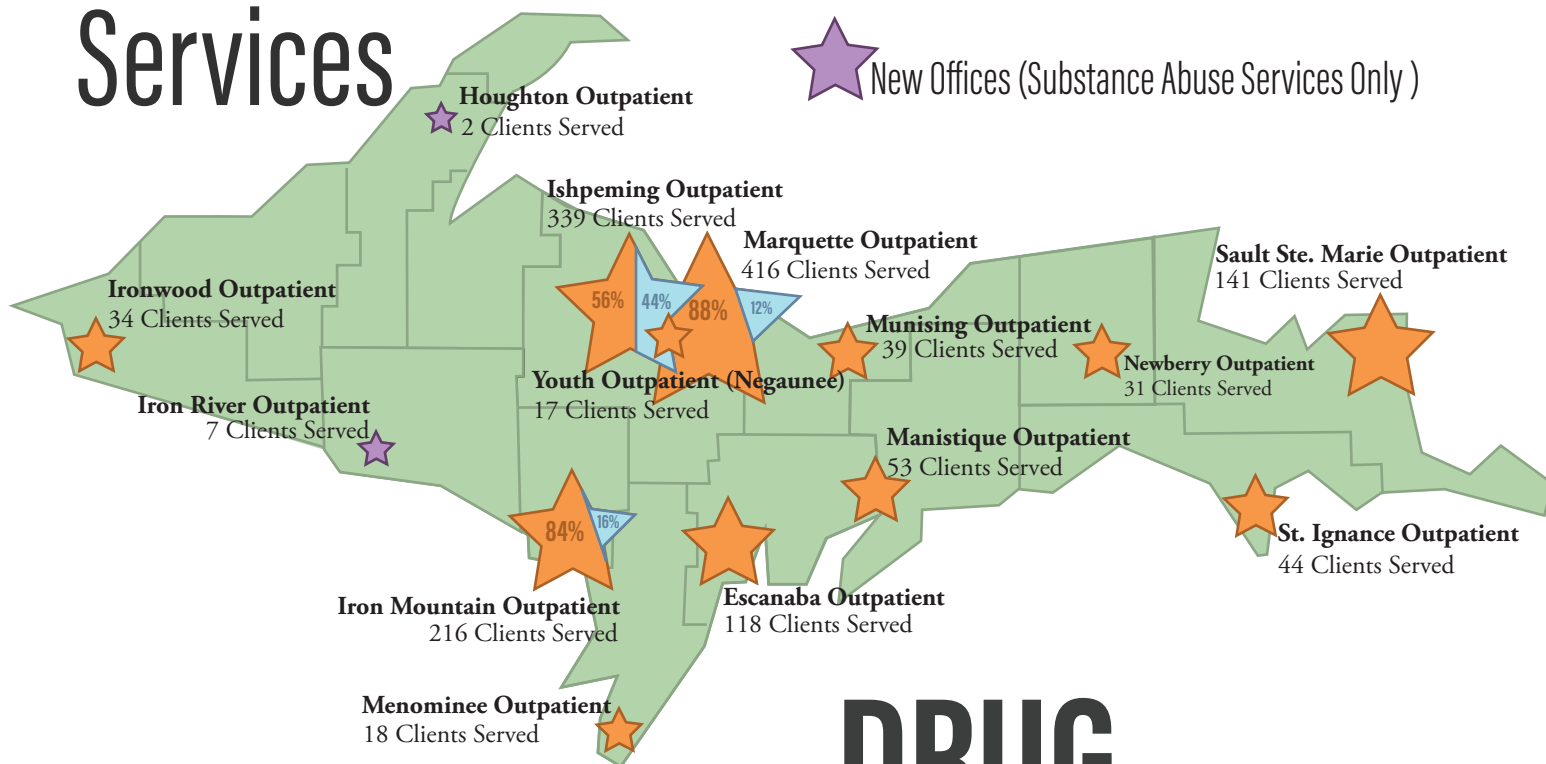 Services
New Offices (Substance Abuse Services Only )
Houghton Outpatient
2 Clients Served
Ishpeming Outpatient
339 Clients Served
Marquette Outpatient
416 Clients Served
Sault Ste. Marie Outpatient
141 Clients Served
Ironwood Outpatient
34 Clients Served
56%
44%
88%
12%
Munising Outpatient
39 Clients Served
Newberry Outpatient
31 Clients Served
Youth Outpatient (Negaunee)
17 Clients Served
Iron River Outpatient
7 Clients Served
Manistique Outpatient
53 Clients Served
84%
16%
St. Ignance Outpatient
44 Clients Served
Iron Mountain Outpatient
216 Clients Served
Escanaba Outpatient
118 Clients Served
Menominee Outpatient
18 Clients Served
DRUG